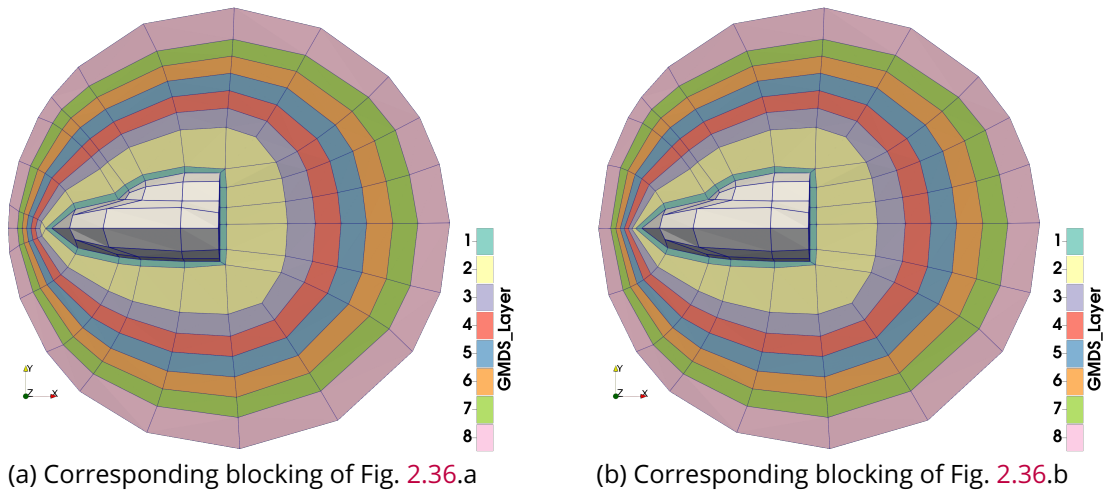 1
2
3
4
5
6
7
8
GMDS_Layer
Y
Z
X
(a) Corresponding blocking of Fig. 2.36.a
1
2
3
4
5
6
7
8
GMDS_Layer
Y
Z
X
(b) Corresponding blocking of Fig. 2.36.b